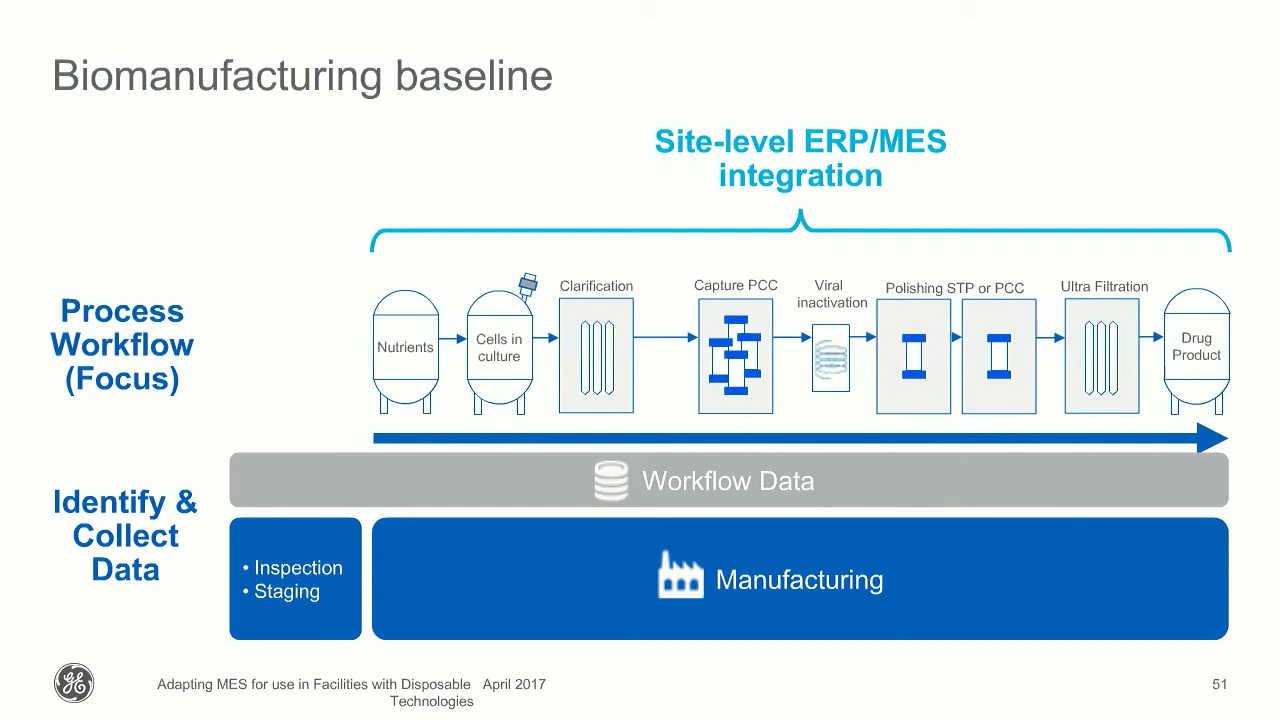 Biomanufacturing baseline
Site-level ERP/MES
integration
Process
Workflow
(Focus)
Nutrients
Cells in
culture
Clarification
Capture PCC
Viral
inactivation
Polishing STP or PCC
Ultra Filtration
Drug
Product
Identify &
Collect
Data
Workflow Data
• Inspection
• Staging
Manufacturing
GE
Adapting MES for use in Facilities with Disposable April 2017
Technologies
51